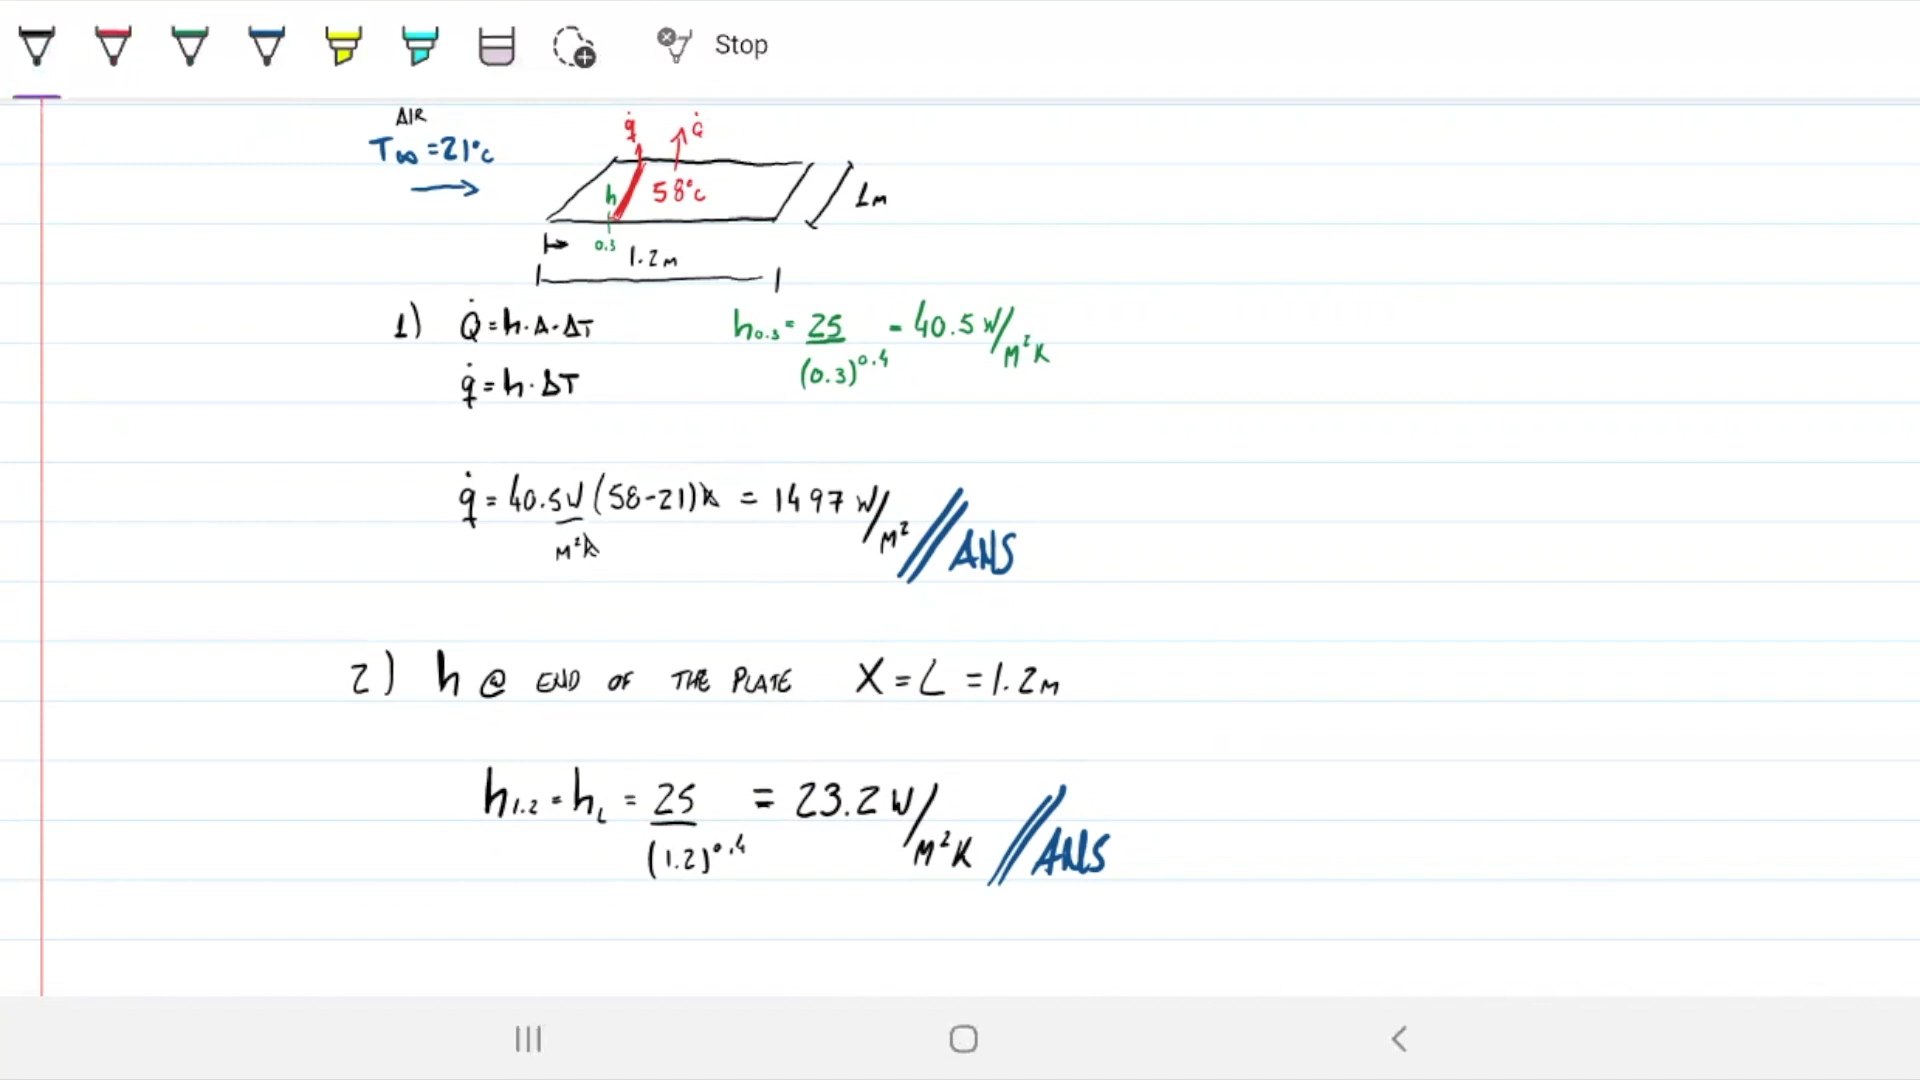 Stop
AIR
T∞ = 21°C
q̇ Q̇
h 58°C
1m
0.3
1.2m
1) Q̇ = h·A·ΔT h0.3 = 25/(0.3)^0.4 = 40.5 W/m²K
q̇ = h·ΔT
q̇ = 40.5 W/m²K (58-21)K = 1497 W/m² // ANS
2) h @ END OF THE PLATE X = L = 1.2m
h1.2 = hL = 25/(1.2)^0.4 = 23.2 W/m²K // ANS